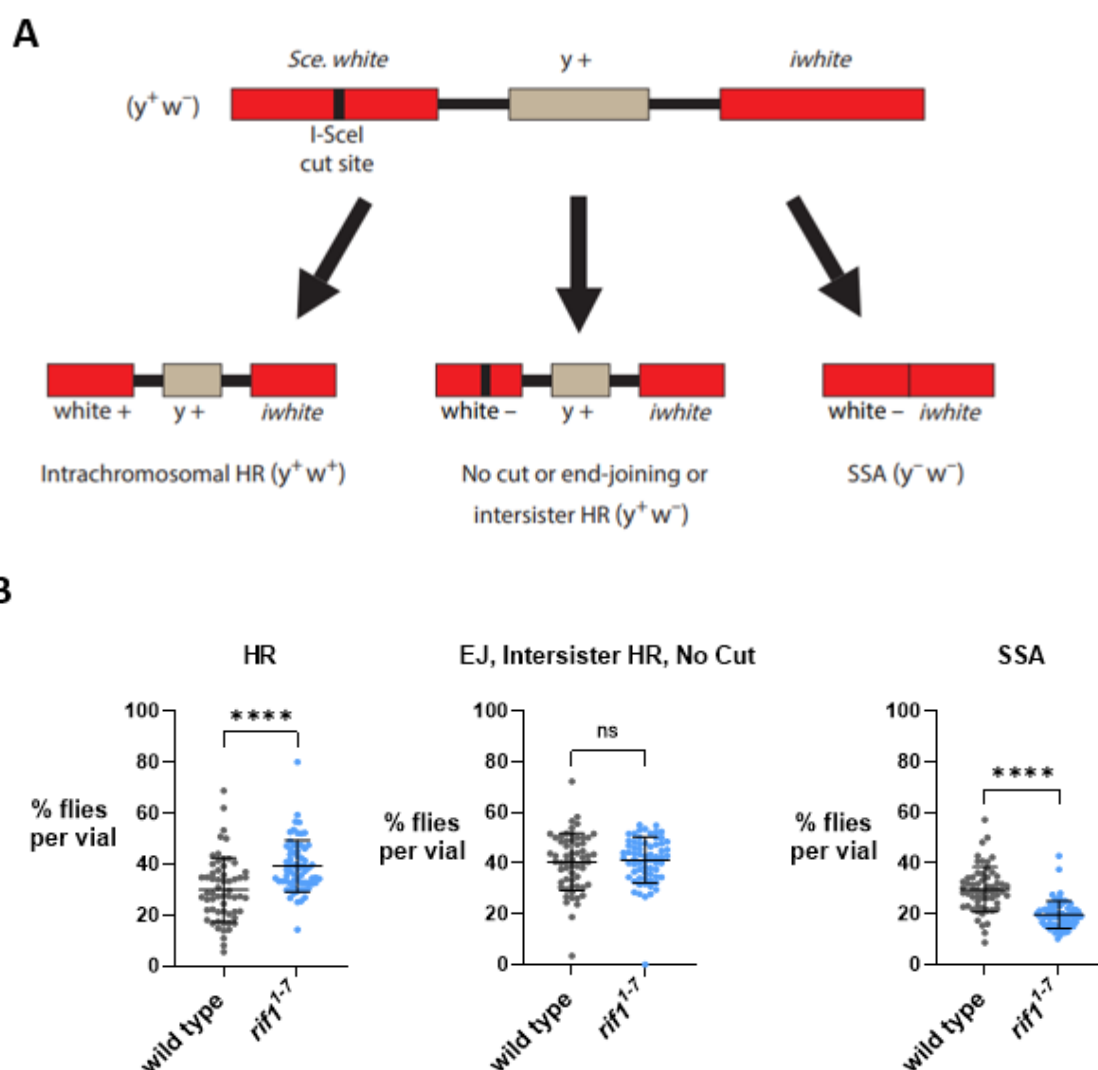 A
Sce. white y + iwhite
(y⁺ w⁻)
I-SceI
cut site
white + y + iwhite
white – y + iwhite
white – iwhite
Intrachromosomal HR (y⁺ w⁺)
No cut or end-joining or
intersister HR (y⁺ w⁻)
SSA (y⁻ w⁻)
B
HR
% flies
per vial
100
80
60
40
20
0
****
wild type
rif1¹⁻⁷
EJ, Intersister HR, No Cut
% flies
per vial
100
80
60
40
20
0
ns
wild type
rif1¹⁻⁷
SSA
% flies
per vial
100
80
60
40
20
0
****
wild type
rif1¹⁻⁷